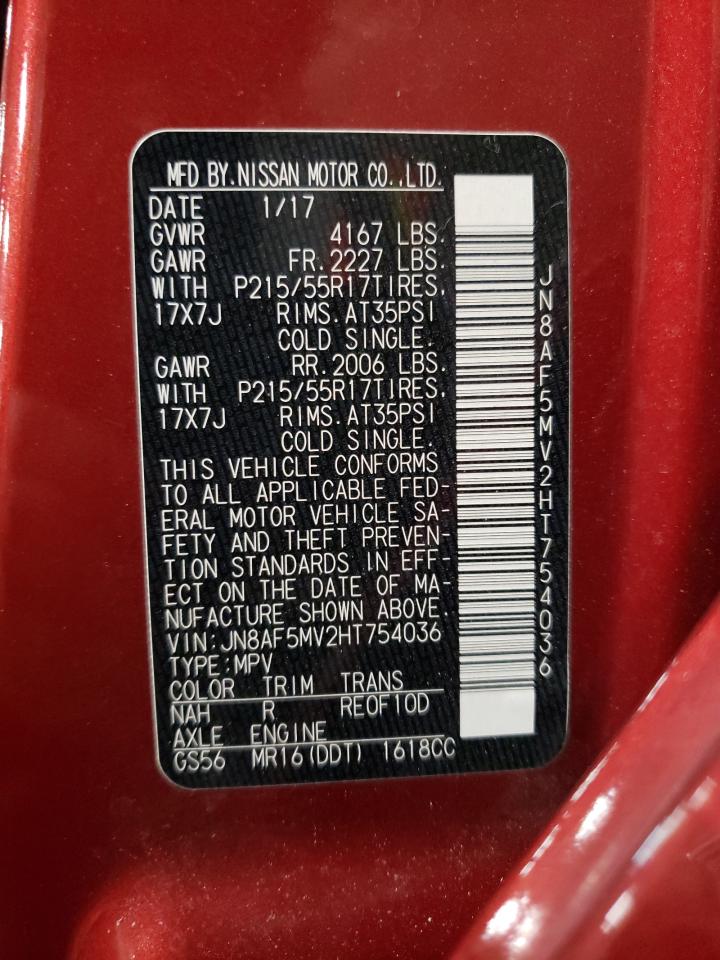 MFD BY.NISSAN MOTOR CO.,LTD.
DATE 1/17
GVWR 4167 LBS.
GAWR FR.2227 LBS.
WITH P215/55R17TIRES,
17X7J RIMS.AT35PSI
COLD SINGLE.
GAWR RR.2006 LBS.
WITH P215/55R17TIRES,
17X7J RIMS.AT35PSI
COLD SINGLE.
THIS VEHICLE CONFORMS
TO ALL APPLICABLE FED-
ERAL MOTOR VEHICLE SA-
FETY AND THEFT PREVEN-
TION STANDARDS IN EFF-
ECT ON THE DATE OF MA-
NUFACTURE SHOWN ABOVE.
VIN:JN8AF5MV2HT754036
TYPE:MPV
COLOR TRIM TRANS
NAH R RE0F10D
AXLE ENGINE
GS56 MR16(DDT) 1618CC
JN8AF5MV2HT754036